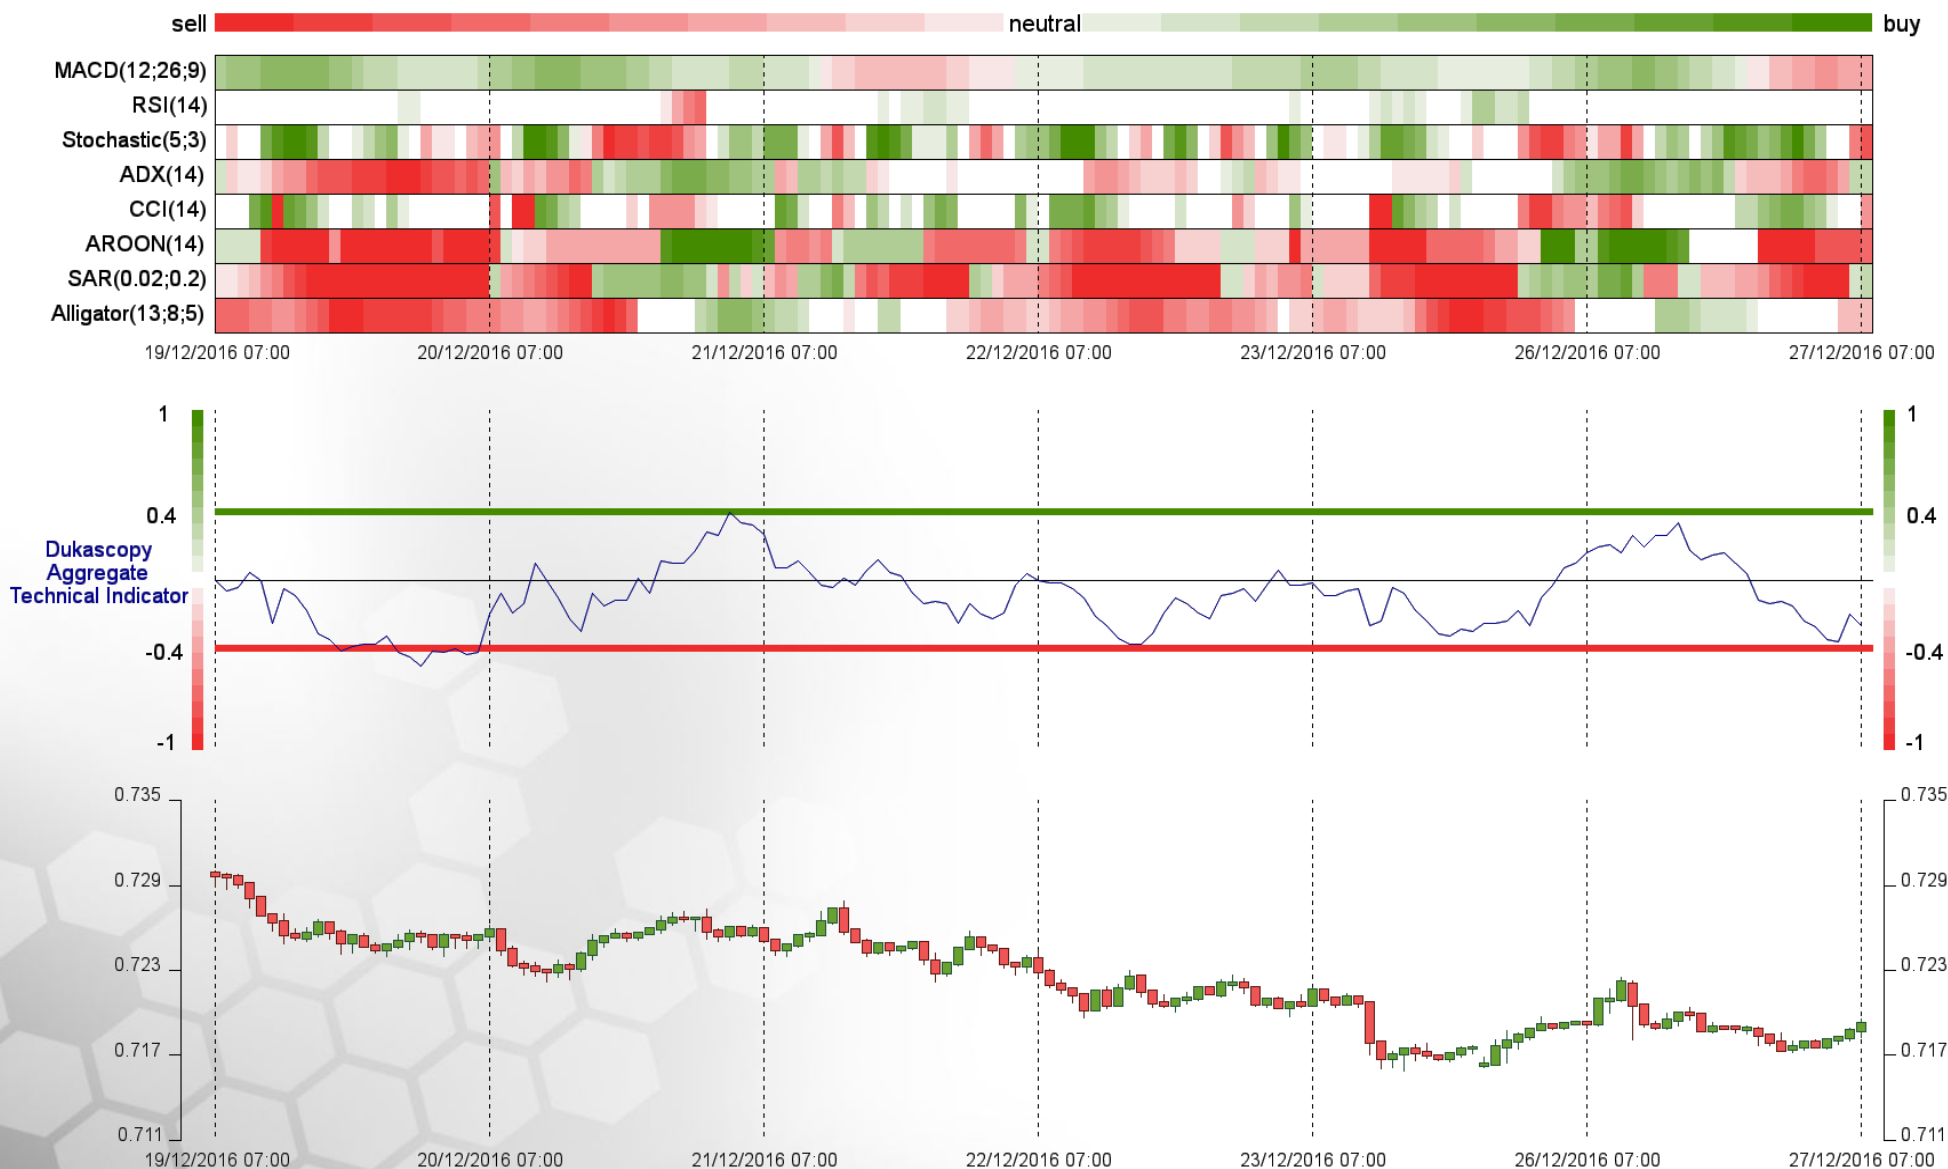 sell neutral buy
MACD(12;26;9)
RSI(14)
Stochastic(5;3)
ADX(14)
CCI(14)
AROON(14)
SAR(0.02;0.2)
Alligator(13;8;5)
19/12/2016 07:00 20/12/2016 07:00 21/12/2016 07:00 22/12/2016 07:00 23/12/2016 07:00 26/12/2016 07:00 27/12/2016 07:00
1 1
0.4 0.4
Dukascopy
Aggregate
Technical Indicator
-0.4 -0.4
-1 -1
0.735 0.735
0.729 0.729
0.723 0.723
0.717 0.717
0.711 0.711
19/12/2016 07:00 20/12/2016 07:00 21/12/2016 07:00 22/12/2016 07:00 23/12/2016 07:00 26/12/2016 07:00 27/12/2016 07:00